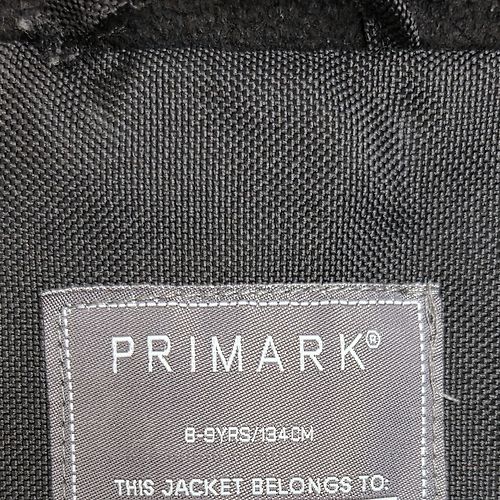 PRIMARK®
8-9YRS/134CM
THIS JACKET BELONGS TO: